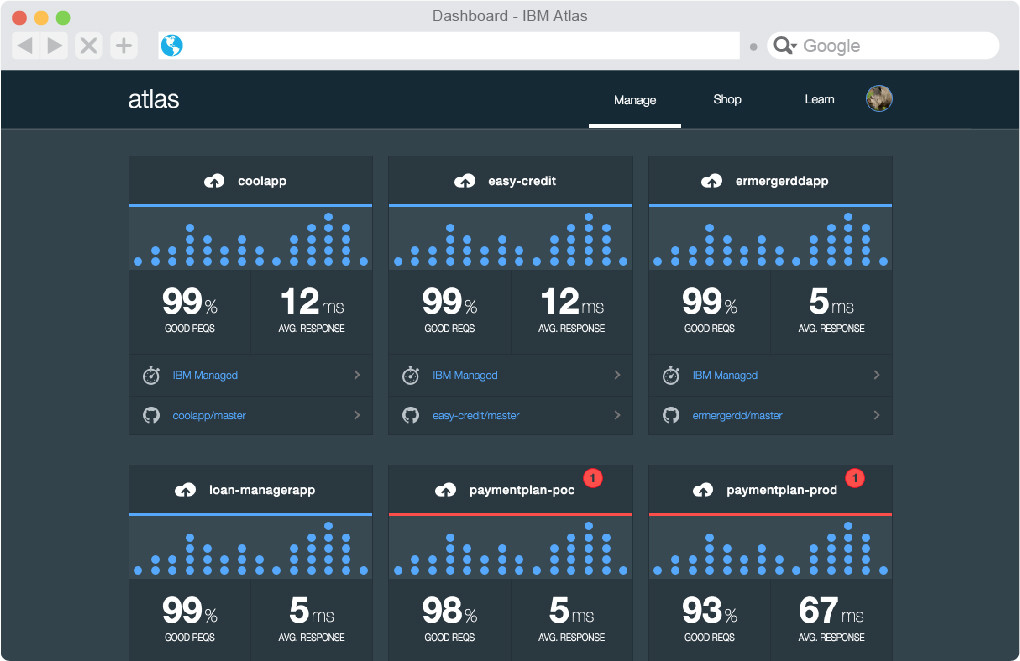 Dashboard - IBM Atlas
Google
atlas
Manage Shop Learn
coolapp easy-credit ermergerddapp
99% 12ms 99% 12ms 99% 5ms
GOOD REQS AVG. RESPONSE GOOD REQS AVG. RESPONSE GOOD REQS AVG. RESPONSE
IBM Managed IBM Managed IBM Managed
coolapp/master easy-credit/master ermergerdd/master
loan-managerapp paymentplan-poc 1 paymentplan-prod 1
99% 5ms 98% 5ms 93% 67ms
GOOD REQS AVG. RESPONSE GOOD REQS AVG. RESPONSE GOOD REQS AVG. RESPONSE